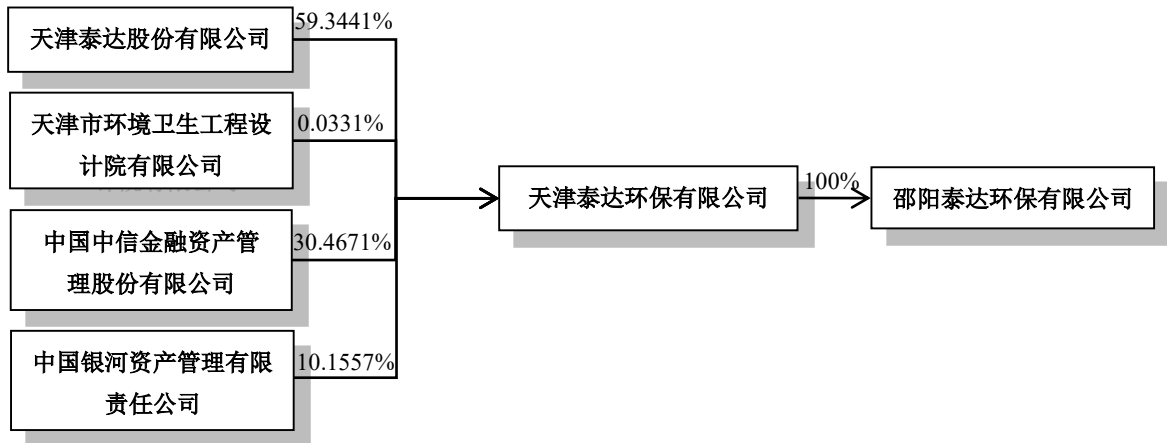 59.3441%
天津泰达股份有限公司
天津市环境卫生工程设
计院有限公司
0.0331%
天津泰达环保有限公司
100%
邵阳泰达环保有限公司
中国中信金融资产管
理股份有限公司
30.4671%
中国银河资产管理有限
责任公司
10.1557%